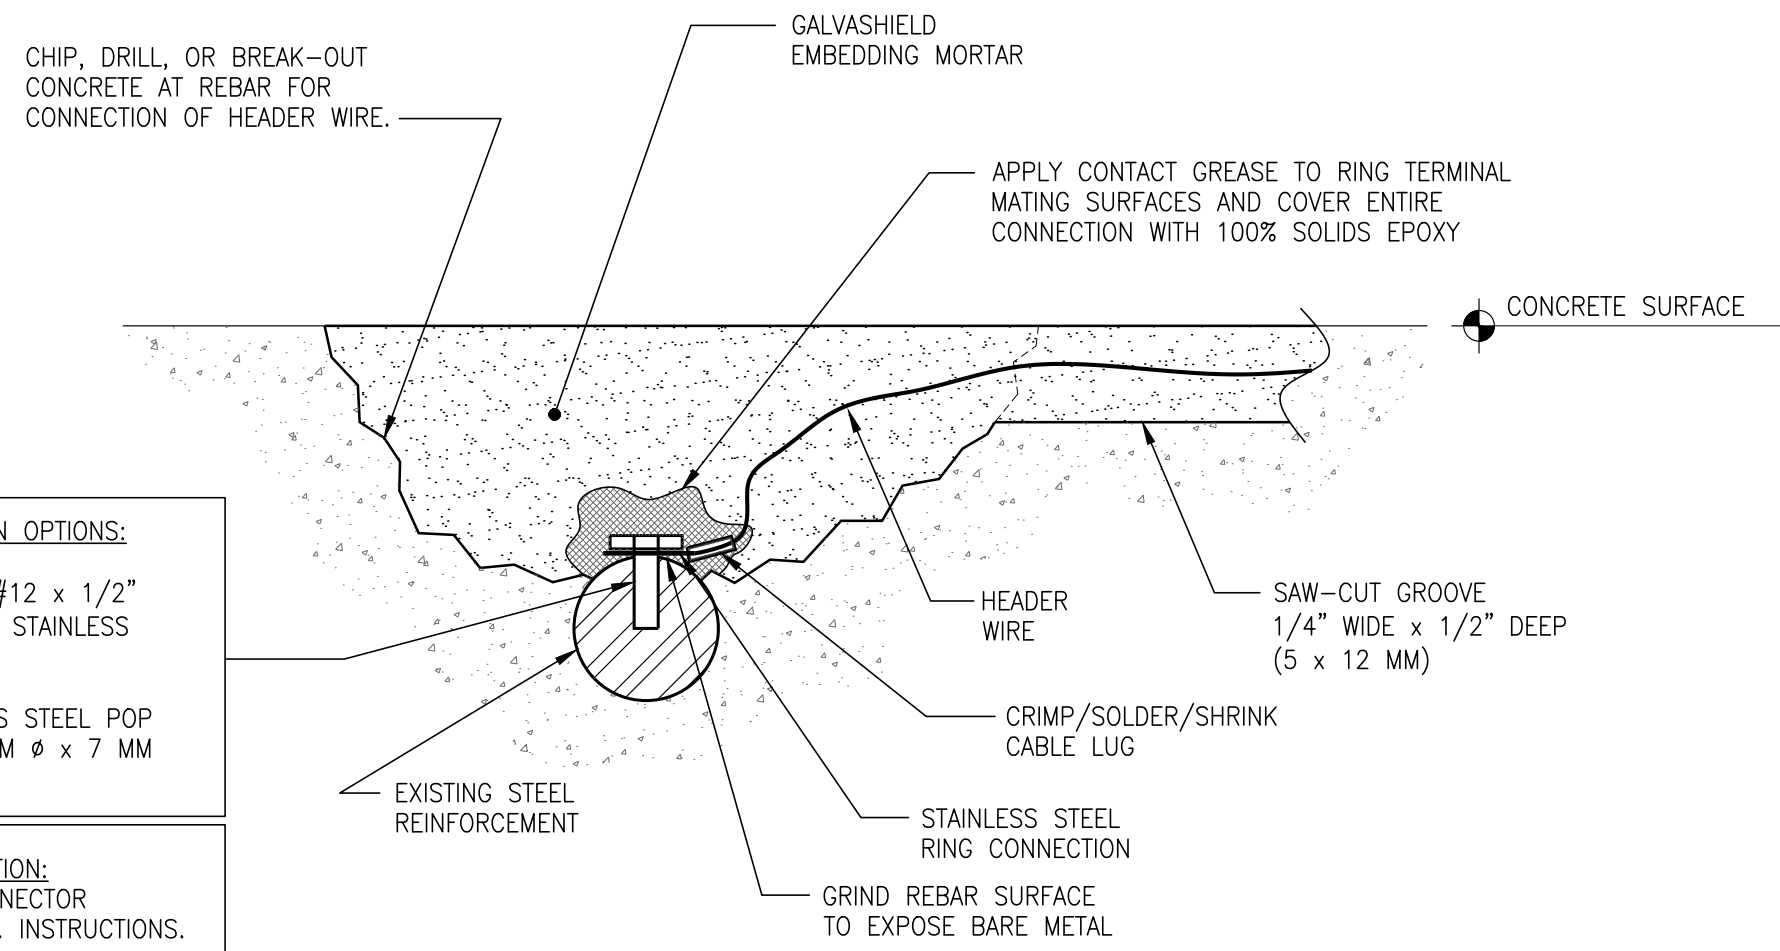 GALVASHIELD
EMBEDDING MORTAR
CHIP, DRILL, OR BREAK-OUT
CONCRETE AT REBAR FOR
CONNECTION OF HEADER WIRE.
APPLY CONTACT GREASE TO RING TERMINAL
MATING SURFACES AND COVER ENTIRE
CONNECTION WITH 100% SOLIDS EPOXY
CONCRETE SURFACE
OPTIONS:
#12 x 1/2"
STAINLESS
STEEL POP
ø x 7 MM
INSTRUCTIONS.
HEADER
WIRE
SAW-CUT GROOVE
1/4" WIDE x 1/2" DEEP
(5 x 12 MM)
CRIMP/SOLDER/SHRINK
CABLE LUG
EXISTING STEEL
REINFORCEMENT
STAINLESS STEEL
RING CONNECTION
GRIND REBAR SURFACE
TO EXPOSE BARE METAL